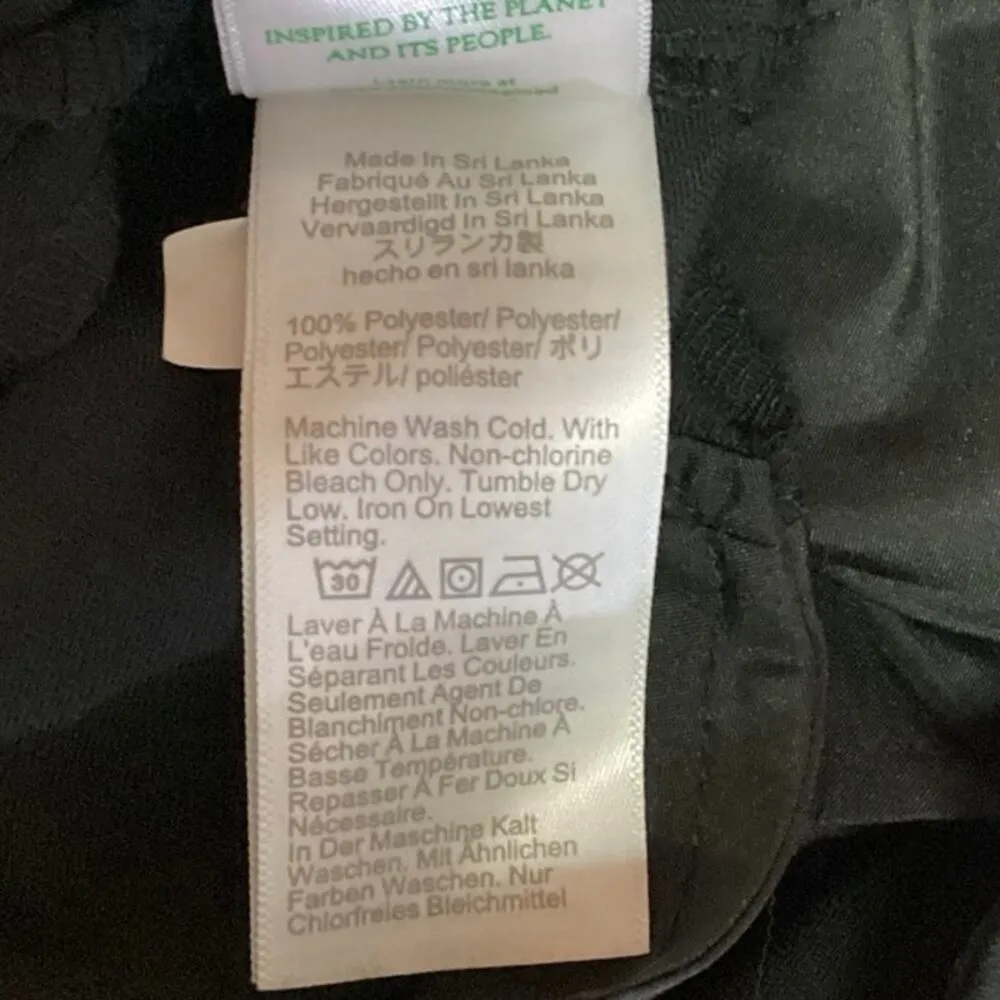 INSPIRED BY THE PLANET
AND ITS PEOPLE.
Learn more at
Made In Sri Lanka
Fabriqué Au Sri Lanka
Hergestellt In Sri Lanka
Vervaardigd In Sri Lanka
スリランカ製
hecho en sri lanka
100% Polyester/ Polyester/
Polyester/ Polyester/ ポリ
エステル/ poliéster
Machine Wash Cold. With
Like Colors. Non-chlorine
Bleach Only. Tumble Dry
Low. Iron On Lowest
Setting.
30
Laver À La Machine À
L'eau Froide. Laver En
Séparant Les Couleurs.
Seulement Agent De
Blanchiment Non-chlore.
Sécher À La Machine À
Basse Température.
Repasser À Fer Doux Si
Nécessaire.
In Der Maschine Kalt
Waschen. Mit Ähnlichen
Farben Waschen. Nur
Chlorfreies Bleichmittel